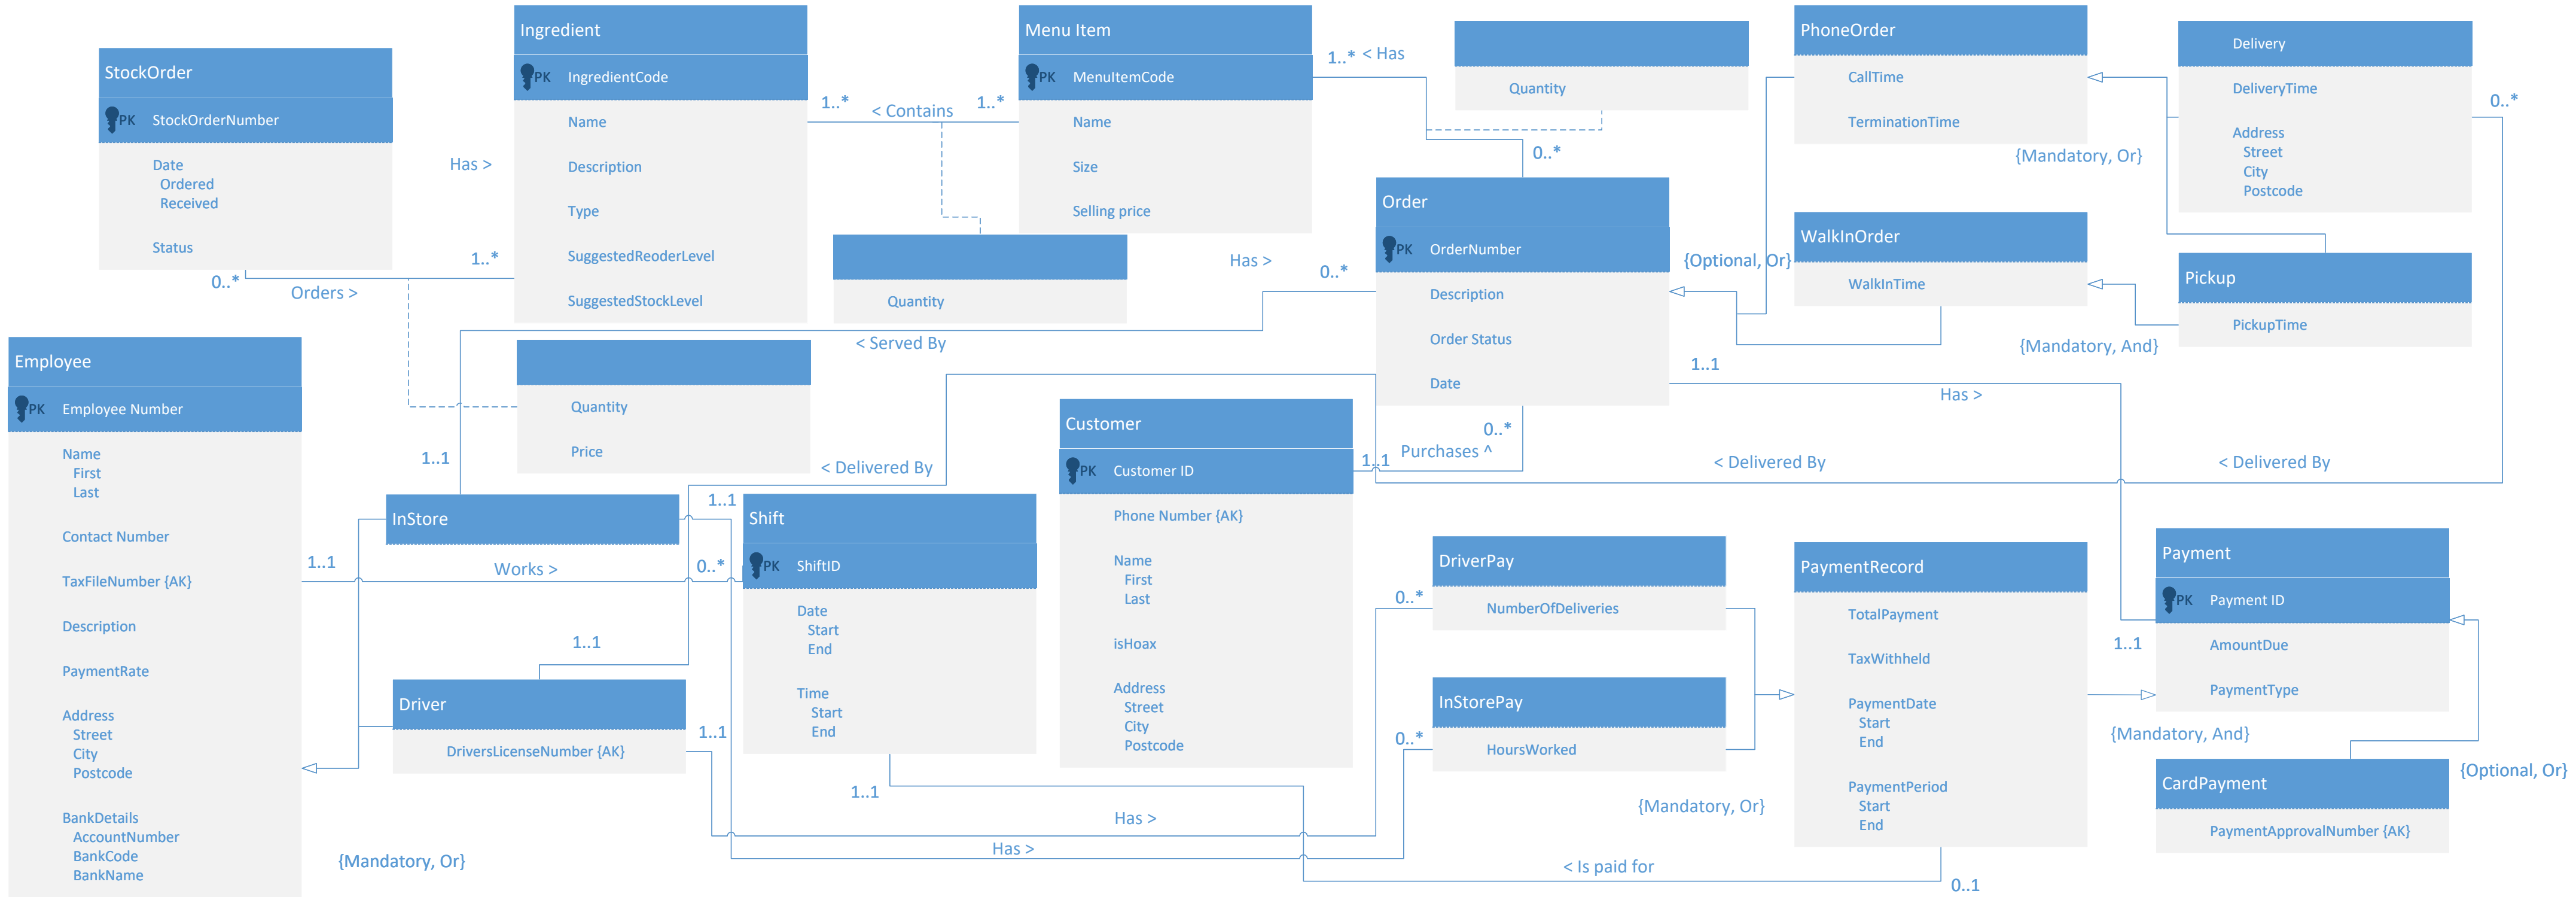 StockOrder
PK StockOrderNumber
Date
Ordered
Received
Status
Has >
0..*
Orders >
1..*
Ingredient
PK IngredientCode
Name
Description
Type
SuggestedReoderLevel
SuggestedStockLevel
1..*
< Contains
1..*
Menu Item
PK MenuItemCode
Name
Size
Selling price
Quantity
1..* < Has
Quantity
0..*
Order
PK OrderNumber
Description
Order Status
Date
Has >
0..*
{Optional, Or}
PhoneOrder
CallTime
TerminationTime
{Mandatory, Or}
WalkInOrder
WalkInTime
{Mandatory, And}
Delivery
DeliveryTime
Address
Street
City
Postcode
0..*
Pickup
PickupTime
Employee
PK Employee Number
Name
First
Last
Contact Number
TaxFileNumber {AK}
Description
PaymentRate
Address
Street
City
Postcode
BankDetails
AccountNumber
BankCode
BankName
{Mandatory, Or}
Quantity
Price
< Served By
1..1
InStore
1..1
Works >
0..*
< Delivered By
1..1
Shift
PK ShiftID
Date
Start
End
Time
Start
End
1..1
Driver
DriversLicenseNumber {AK}
1..1
1..1
Customer
PK Customer ID
Phone Number {AK}
Name
First
Last
isHoax
Address
Street
City
Postcode
0..*
Purchases ^
1..1
1..1
Has >
< Delivered By
< Delivered By
DriverPay
NumberOfDeliveries
0..*
InStorePay
HoursWorked
0..*
{Mandatory, Or}
PaymentRecord
TotalPayment
TaxWithheld
PaymentDate
Start
End
PaymentPeriod
Start
End
Payment
PK Payment ID
AmountDue
PaymentType
1..1
{Mandatory, And}
CardPayment
PaymentApprovalNumber {AK}
{Optional, Or}
Has >
Has >
< Is paid for
0..1